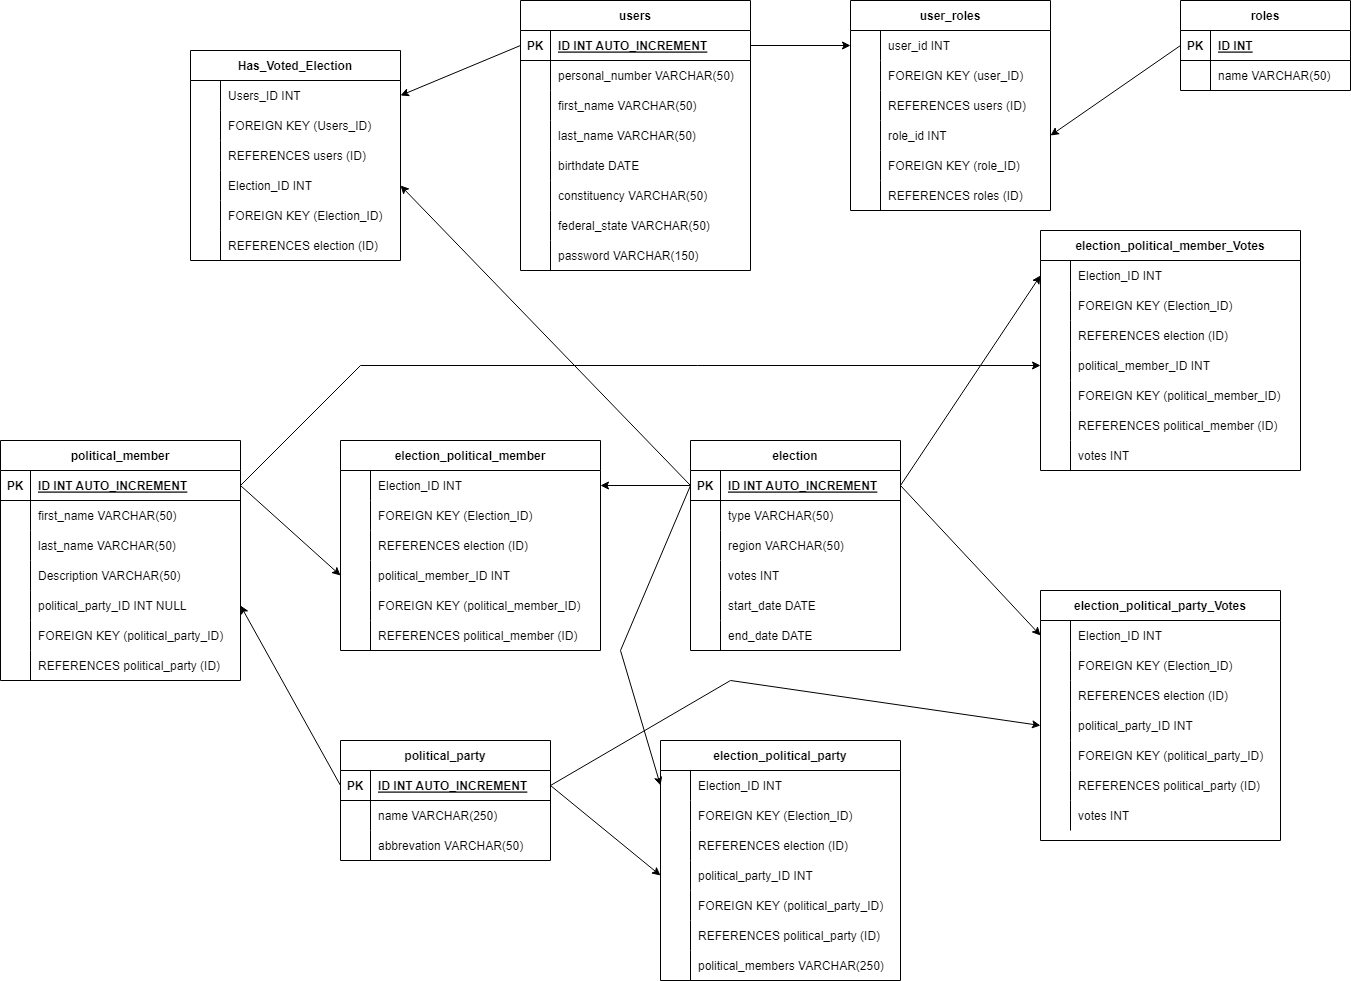 users
PK
ID INT AUTO_INCREMENT
personal_number VARCHAR(50)
first_name VARCHAR(50)
last_name VARCHAR(50)
birthdate DATE
constituency VARCHAR(50)
federal_state VARCHAR(50)
password VARCHAR(150)
user_roles
user_id INT
FOREIGN KEY (user_ID)
REFERENCES users (ID)
role_id INT
FOREIGN KEY (role_ID)
REFERENCES roles (ID)
roles
PK
ID INT
name VARCHAR(50)
Has_Voted_Election
Users_ID INT
FOREIGN KEY (Users_ID)
REFERENCES users (ID)
Election_ID INT
FOREIGN KEY (Election_ID)
REFERENCES election (ID)
election_political_member_Votes
Election_ID INT
FOREIGN KEY (Election_ID)
REFERENCES election (ID)
political_member_ID INT
FOREIGN KEY (political_member_ID)
REFERENCES political_member (ID)
votes INT
political_member
PK
ID INT AUTO_INCREMENT
first_name VARCHAR(50)
last_name VARCHAR(50)
Description VARCHAR(50)
political_party_ID INT NULL
FOREIGN KEY (political_party_ID)
REFERENCES political_party (ID)
election_political_member
Election_ID INT
FOREIGN KEY (Election_ID)
REFERENCES election (ID)
political_member_ID INT
FOREIGN KEY (political_member_ID)
REFERENCES political_member (ID)
election
PK
ID INT AUTO_INCREMENT
type VARCHAR(50)
region VARCHAR(50)
votes INT
start_date DATE
end_date DATE
election_political_party_Votes
Election_ID INT
FOREIGN KEY (Election_ID)
REFERENCES election (ID)
political_party_ID INT
FOREIGN KEY (political_party_ID)
REFERENCES political_party (ID)
votes INT
political_party
PK
ID INT AUTO_INCREMENT
name VARCHAR(250)
abbrevation VARCHAR(50)
election_political_party
Election_ID INT
FOREIGN KEY (Election_ID)
REFERENCES election (ID)
political_party_ID INT
FOREIGN KEY (political_party_ID)
REFERENCES political_party (ID)
political_members VARCHAR(250)